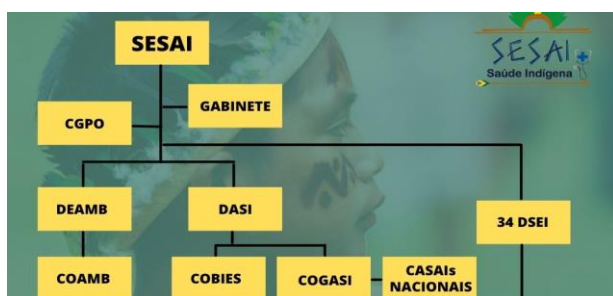 SESAI
SESAI
Saúde Indígena
GABINETE
CGPO
DEAMB
DASI
34 DSEI
COAMB
COBIES
COGASI
CASAIs
NACIONAIS